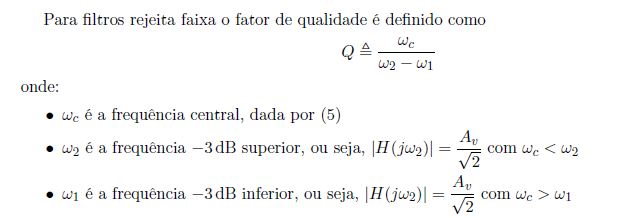 Para filtros rejeita faixa o fator de qualidade é definido como
Q ≜ ω_c / (ω_2 − ω_1)
onde:
• ω_c é a frequência central, dada por (5)
• ω_2 é a frequência −3 dB superior, ou seja, |H(jω_2)| = A_v/√2 com ω_c < ω_2
• ω_1 é a frequência −3 dB inferior, ou seja, |H(jω_2)| = A_v/√2 com ω_c > ω_1